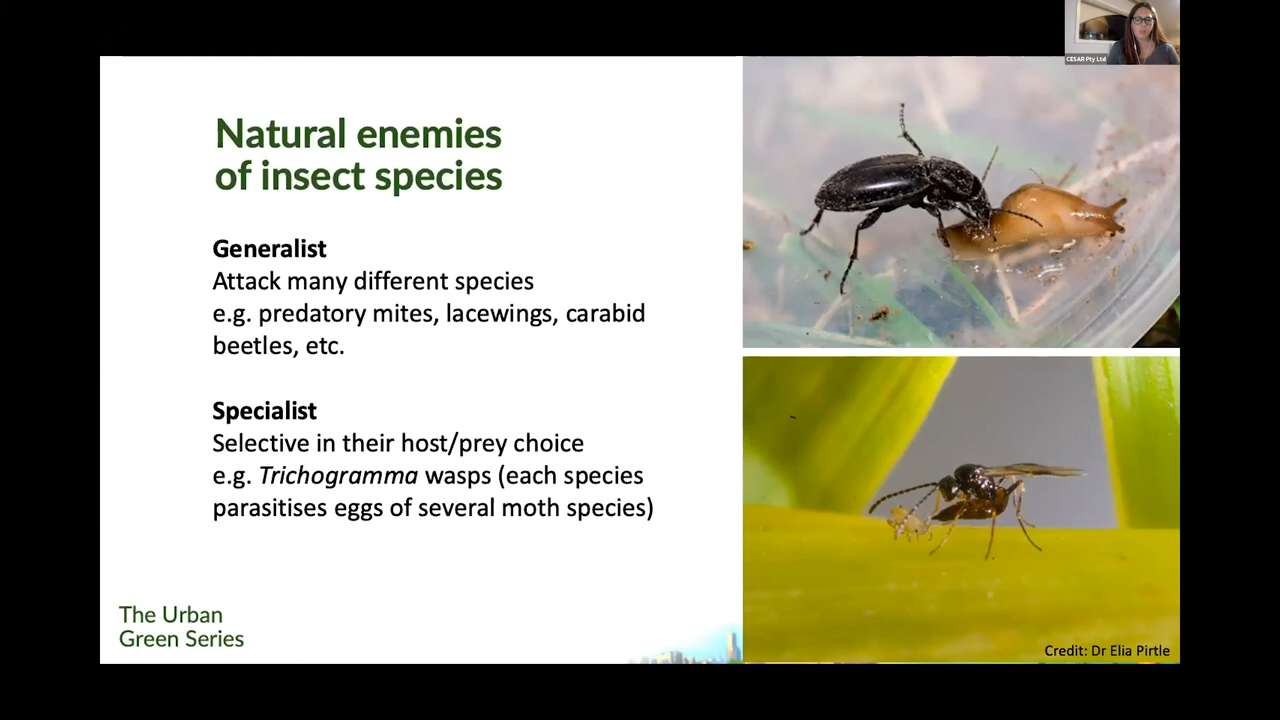 CESAR Pty Ltd
Natural enemies
of insect species
Generalist
Attack many different species
e.g. predatory mites, lacewings, carabid
beetles, etc.
Specialist
Selective in their host/prey choice
e.g. Trichogramma wasps (each species
parasitises eggs of several moth species)
The Urban
Green Series
Credit: Dr Elia Pirtle